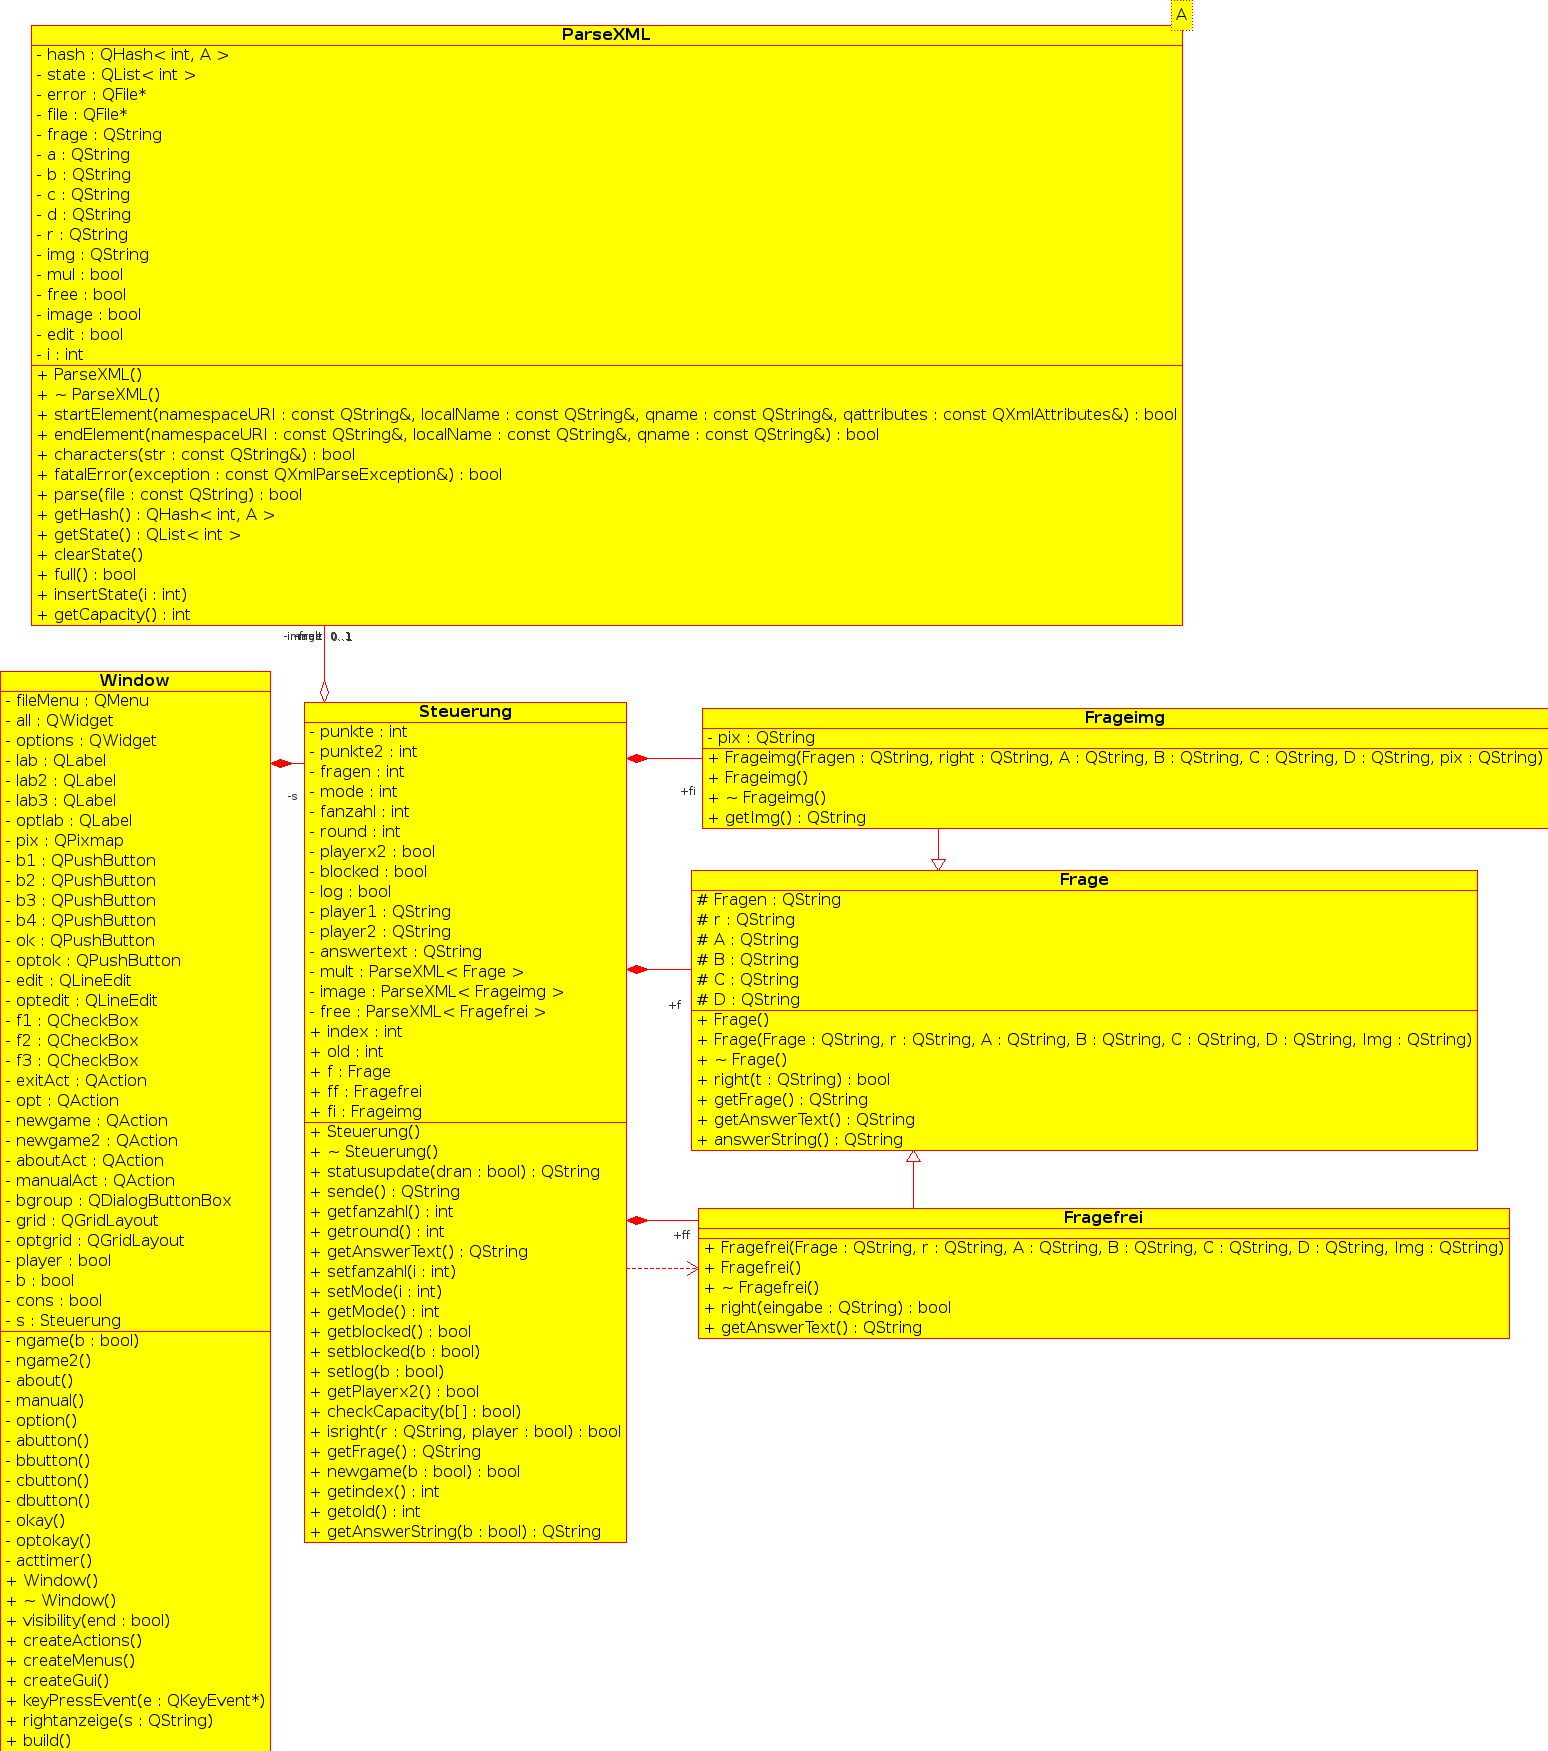 A
ParseXML
- hash : QHash< int, A >
- state : QList< int >
- error : QFile*
- file : QFile*
- frage : QString
- a : QString
- b : QString
- c : QString
- d : QString
- r : QString
- img : QString
- mul : bool
- free : bool
- image : bool
- edit : bool
- i : int
+ ParseXML()
+ ~ ParseXML()
+ startElement(namespaceURI : const QString&, localName : const QString&, qname : const QString&, qattributes : const QXmlAttributes&) : bool
+ endElement(namespaceURI : const QString&, localName : const QString&, qname : const QString&) : bool
+ characters(str : const QString&) : bool
+ fatalError(exception : const QXmlParseException&) : bool
+ parse(file : const QString) : bool
+ getHash() : QHash< int, A >
+ getState() : QList< int >
+ clearState()
+ full() : bool
+ insertState(i : int)
+ getCapacity() : int
Window
- fileMenu : QMenu
- all : QWidget
- options : QWidget
- lab : QLabel
- lab2 : QLabel
- lab3 : QLabel
- optlab : QLabel
- pix : QPixmap
- b1 : QPushButton
- b2 : QPushButton
- b3 : QPushButton
- b4 : QPushButton
- ok : QPushButton
- optok : QPushButton
- edit : QLineEdit
- optedit : QLineEdit
- f1 : QCheckBox
- f2 : QCheckBox
- f3 : QCheckBox
- exitAct : QAction
- opt : QAction
- newgame : QAction
- newgame2 : QAction
- aboutAct : QAction
- manualAct : QAction
- bgroup : QDialogButtonBox
- grid : QGridLayout
- optgrid : QGridLayout
- player : bool
- b : bool
- cons : bool
- s : Steuerung
- ngame(b : bool)
- ngame2()
- about()
- manual()
- option()
- abutton()
- bbutton()
- cbutton()
- dbutton()
- okay()
- optokay()
- acttimer()
+ Window()
+ ~ Window()
+ visibility(end : bool)
+ createActions()
+ createMenus()
+ createGui()
+ keyPressEvent(e : QKeyEvent*)
+ rightanzeige(s : QString)
+ build()
-s
Steuerung
- punkte : int
- punkte2 : int
- fragen : int
- mode : int
- fanzahl : int
- round : int
- playerx2 : bool
- blocked : bool
- log : bool
- player1 : QString
- player2 : QString
- answertext : QString
- mult : ParseXML< Frage >
- image : ParseXML< Frageimg >
- free : ParseXML< Fragefrei >
+ index : int
+ old : int
+ f : Frage
+ ff : Fragefrei
+ fi : Frageimg
+ Steuerung()
+ ~ Steuerung()
+ statusupdate(dran : bool) : QString
+ sende() : QString
+ getfanzahl() : int
+ getround() : int
+ getAnswerText() : QString
+ setfanzahl(i : int)
+ setMode(i : int)
+ getMode() : int
+ getblocked() : bool
+ setblocked(b : bool)
+ setlog(b : bool)
+ getPlayerx2() : bool
+ checkCapacity(b[] : bool)
+ isright(r : QString, player : bool) : bool
+ getFrage() : QString
+ newgame(b : bool) : bool
+ getindex() : int
+ getold() : int
+ getAnswerString(b : bool) : QString
+fi
Frageimg
- pix : QString
+ Frageimg(Fragen : QString, right : QString, A : QString, B : QString, C : QString, D : QString, pix : QString)
+ Frageimg()
+ ~ Frageimg()
+ getImg() : QString
+f
Frage
# Fragen : QString
# r : QString
# A : QString
# B : QString
# C : QString
# D : QString
+ Frage()
+ Frage(Frage : QString, r : QString, A : QString, B : QString, C : QString, D : QString, Img : QString)
+ ~ Frage()
+ right(t : QString) : bool
+ getFrage() : QString
+ getAnswerText() : QString
+ answerString() : QString
+ff
Fragefrei
+ Fragefrei(Frage : QString, r : QString, A : QString, B : QString, C : QString, D : QString, Img : QString)
+ Fragefrei()
+ ~ Fragefrei()
+ right(eingabe : QString) : bool
+ getAnswerText() : QString